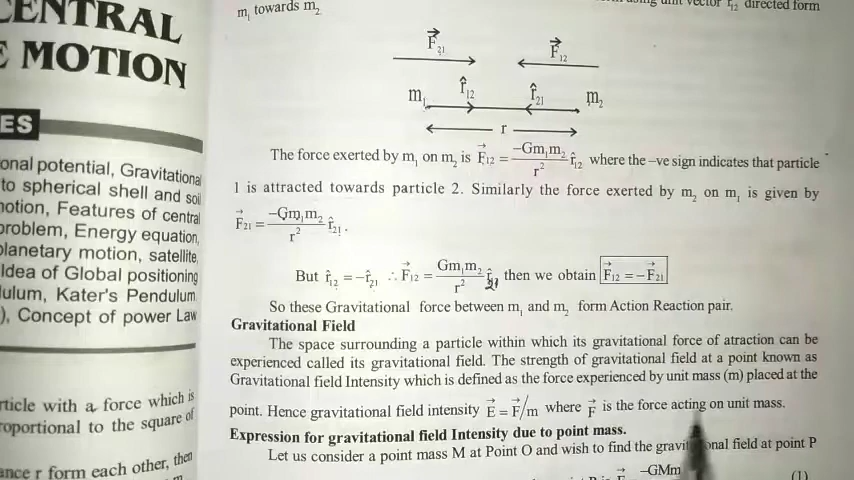 CENTRAL
E MOTION
ES
onal potential, Gravitational
to spherical shell and soil
notion, Features of central
problem, Energy equation,
planetary motion, satellite,
Idea of Global positioning
ulum, Kater's Pendulum
), Concept of power Law
rticle with a force which is
roportional to the square of
ance r form each other, then
using unit vector r̂₁₂ directed form
m₁ towards m₂
F⃗₂₁ F⃗₁₂
m₁ r̂₁₂ r̂₂₁ m₂
r
The force exerted by m₁ on m₂ is F⃗₁₂ = −Gm₁m₂/r² r̂₁₂ where the –ve sign indicates that particle
1 is attracted towards particle 2. Similarly the force exerted by m₂ on m₁ is given by
F⃗₂₁ = −Gm₁m₂/r² r̂₂₁.
But r̂₁₂ = −r̂₂₁ ∴ F⃗₁₂ = Gm₁m₂/r² r̂₂₁ then we obtain F⃗₁₂ = −F⃗₂₁
So these Gravitational force between m₁ and m₂ form Action Reaction pair.
Gravitational Field
The space surrounding a particle within which its gravitational force of atraction can be
experienced called its gravitational field. The strength of gravitational field at a point known as
Gravitational field Intensity which is defined as the force experienced by unit mass (m) placed at the
point. Hence gravitational field intensity E⃗ = F⃗/m where F⃗ is the force acting on unit mass.
Expression for gravitational field Intensity due to point mass.
Let us consider a point mass M at Point O and wish to find the gravitational field at point P
−GMm (1)